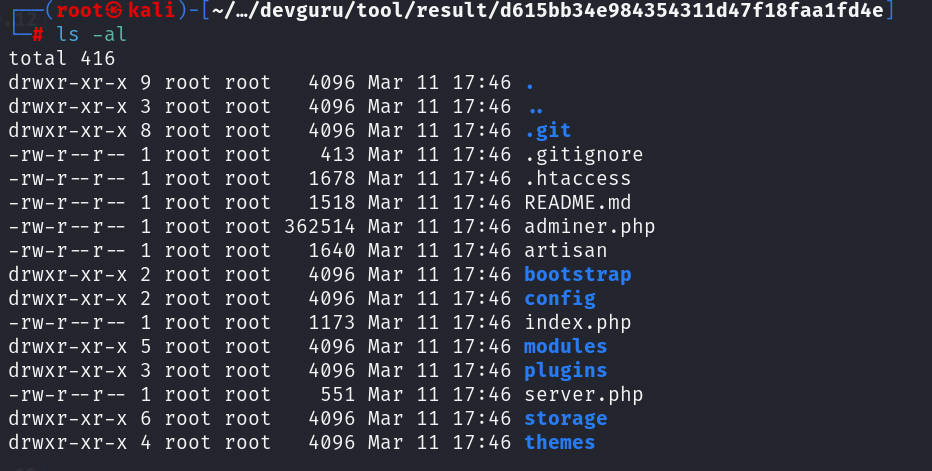 ┌──(root㉿kali)-[~/…/devguru/tool/result/d615bb34e984354311d47f18faa1fd4e]
└─# ls -al
total 416
drwxr-xr-x 9 root root   4096 Mar 11 17:46 .
drwxr-xr-x 3 root root   4096 Mar 11 17:46 ..
drwxr-xr-x 8 root root   4096 Mar 11 17:46 .git
-rw-r--r-- 1 root root    413 Mar 11 17:46 .gitignore
-rw-r--r-- 1 root root   1678 Mar 11 17:46 .htaccess
-rw-r--r-- 1 root root   1518 Mar 11 17:46 README.md
-rw-r--r-- 1 root root 362514 Mar 11 17:46 adminer.php
-rw-r--r-- 1 root root   1640 Mar 11 17:46 artisan
drwxr-xr-x 2 root root   4096 Mar 11 17:46 bootstrap
drwxr-xr-x 2 root root   4096 Mar 11 17:46 config
-rw-r--r-- 1 root root   1173 Mar 11 17:46 index.php
drwxr-xr-x 5 root root   4096 Mar 11 17:46 modules
drwxr-xr-x 3 root root   4096 Mar 11 17:46 plugins
-rw-r--r-- 1 root root    551 Mar 11 17:46 server.php
drwxr-xr-x 6 root root   4096 Mar 11 17:46 storage
drwxr-xr-x 4 root root   4096 Mar 11 17:46 themes